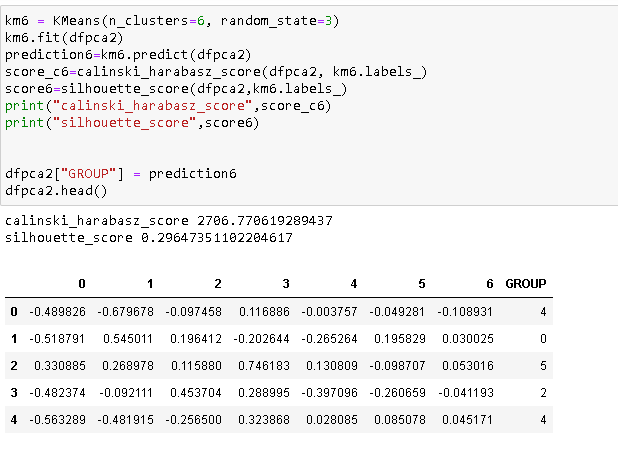 km6 = KMeans(n_clusters=6, random_state=3)
km6.fit(dfpca2)
prediction6=km6.predict(dfpca2)
score_c6=calinski_harabasz_score(dfpca2, km6.labels_)
score6=silhouette_score(dfpca2,km6.labels_)
print("calinski_harabasz_score",score_c6)
print("silhouette_score",score6)
dfpca2["GROUP"] = prediction6
dfpca2.head()
calinski_harabasz_score 2706.770619289437
silhouette_score 0.29647351102204617
0 1 2 3 4 5 6 GROUP
0 -0.489826 -0.679678 -0.097458 0.116886 -0.003757 -0.049281 -0.108931 4
1 -0.518791 0.545011 0.196412 -0.202644 -0.265264 0.195829 0.030025 0
2 0.330885 0.268978 0.115880 0.746183 0.130809 -0.098707 0.053016 5
3 -0.482374 -0.092111 0.453704 0.288995 -0.397096 -0.260659 -0.041193 2
4 -0.563289 -0.481915 -0.256500 0.323868 0.028085 0.085078 0.045171 4